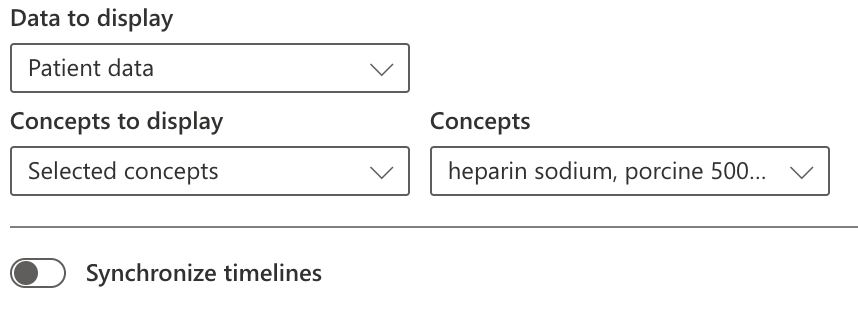 Data to display
Patient data
Concepts to display
Concepts
Selected concepts
heparin sodium, porcine 500...
Synchronize timelines